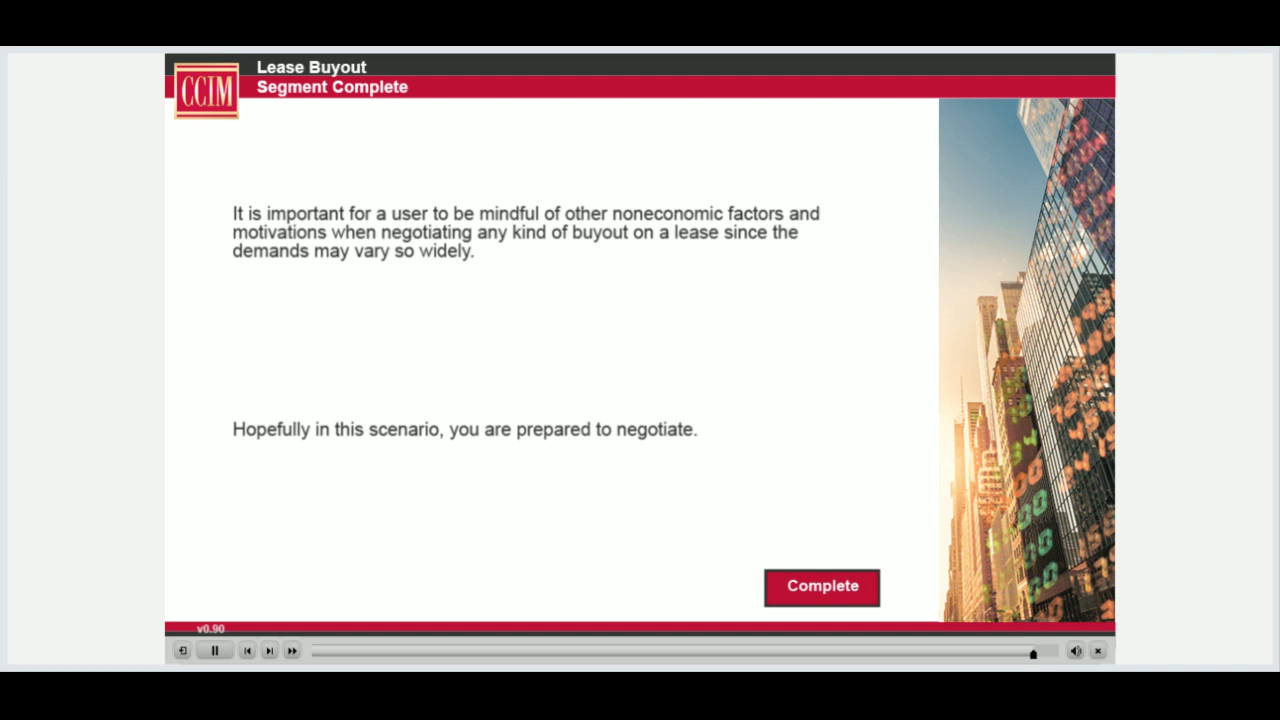 Lease Buyout
CCIM
Segment Complete
It is important for a user to be mindful of other noneconomic factors and
motivations when negotiating any kind of buyout on a lease since the
demands may vary so widely.
Hopefully in this scenario, you are prepared to negotiate.
Complete
v0.90